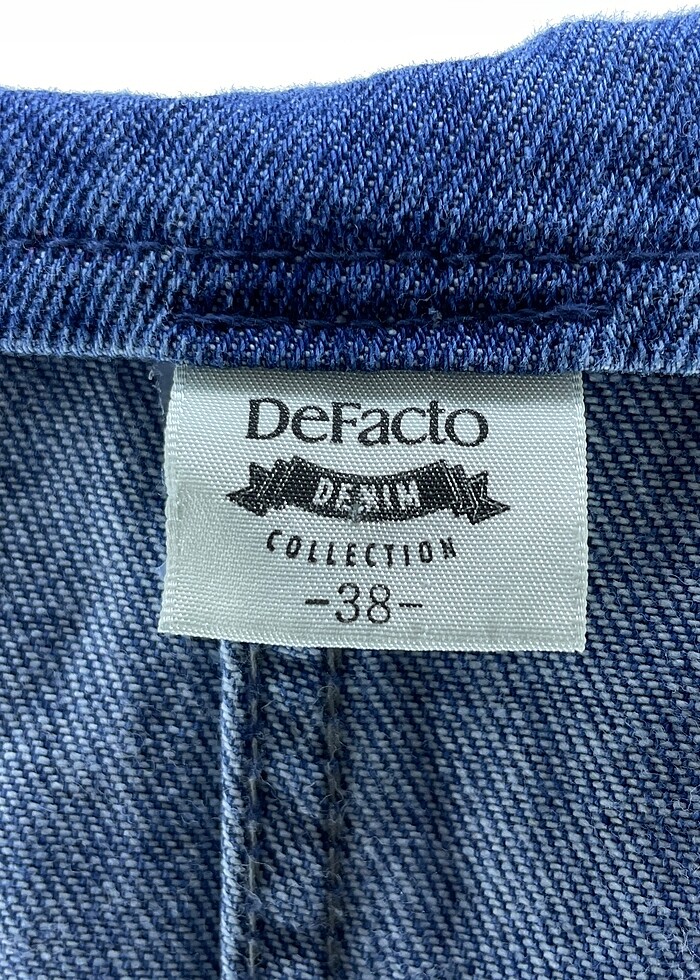 DeFacto
DENIM
COLLECTION
-38-